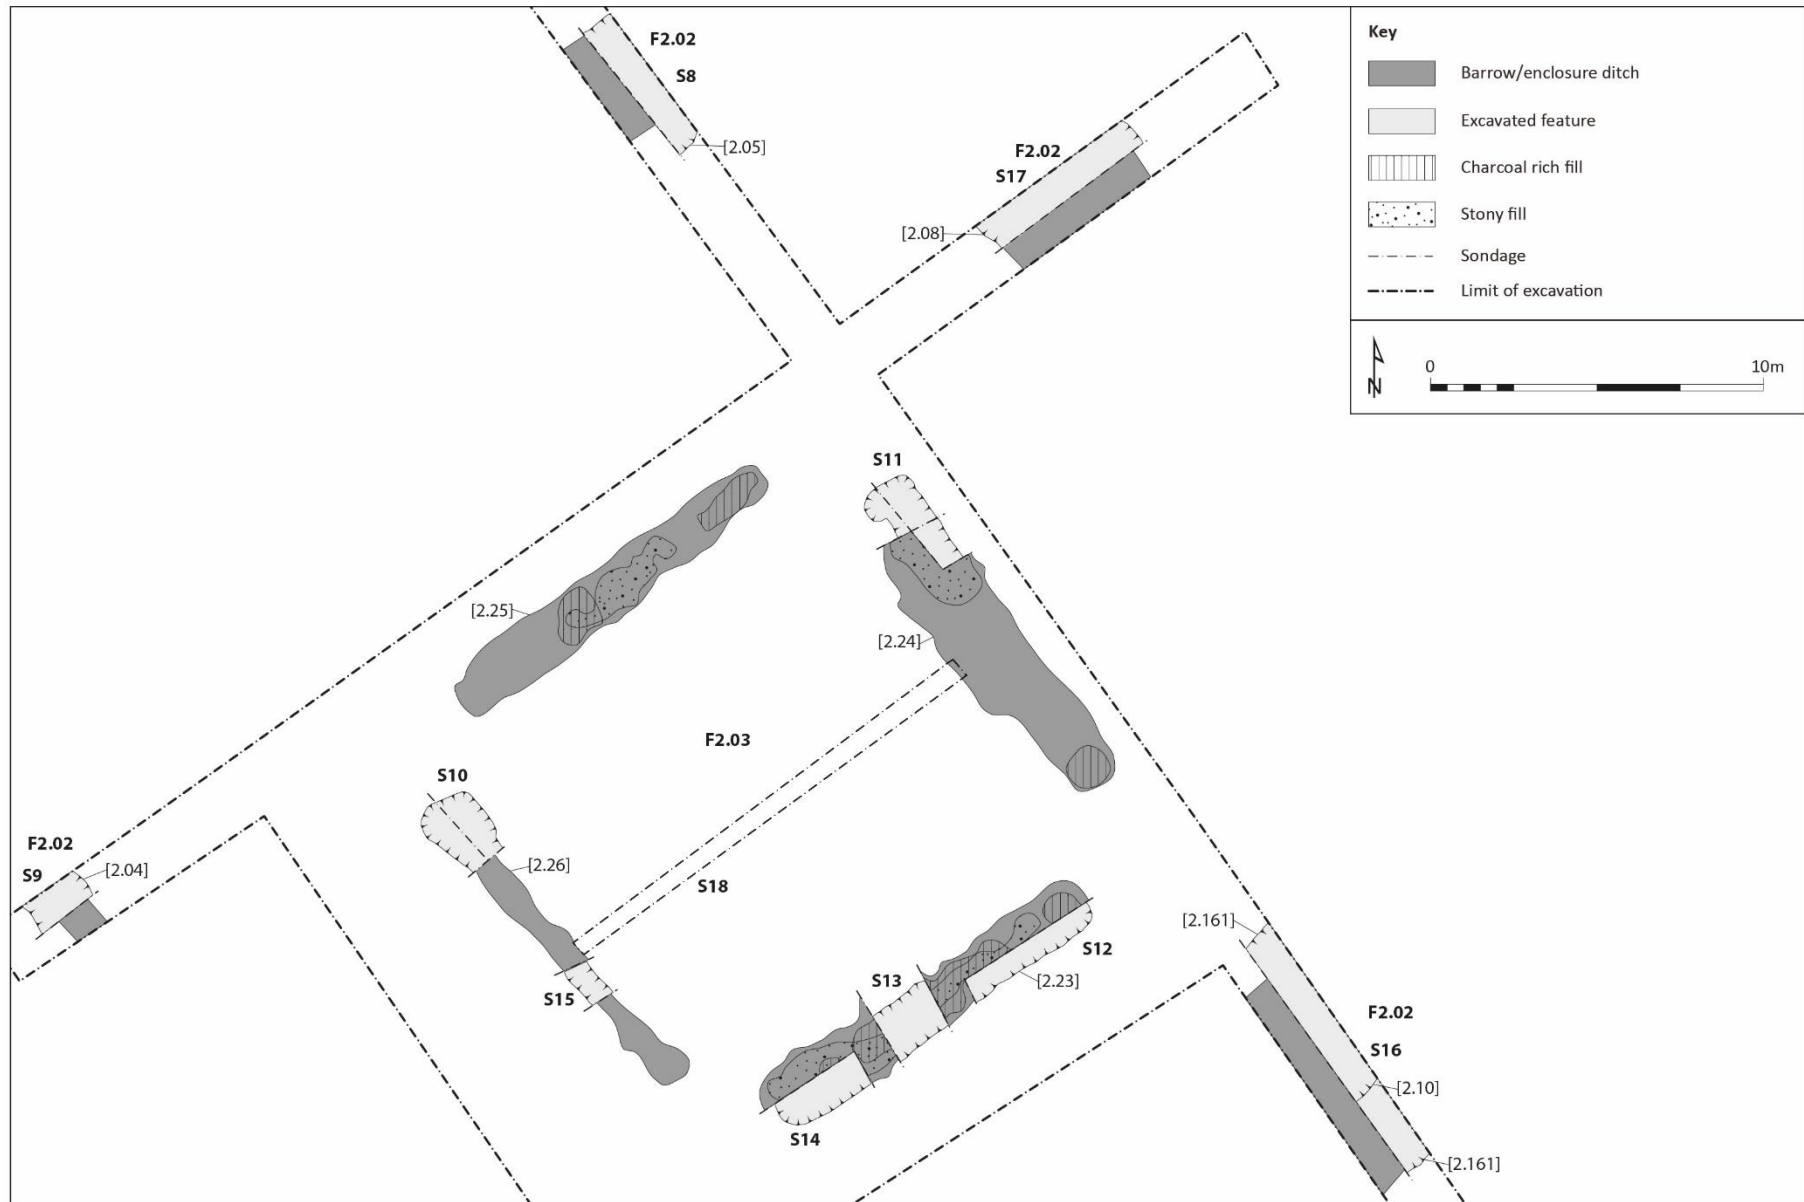 F2.02
S8
[2.05]
F2.02
S17
[2.08]
Key
Barrow/enclosure ditch
Excavated feature
Charcoal rich fill
Stony fill
Sondage
Limit of excavation
N
0
10m
S11
[2.25]
[2.24]
F2.03
S10
[2.26]
F2.02
S9
[2.04]
S18
S15
S13
S12
[2.23]
S14
[2.161]
F2.02
S16
[2.10]
[2.161]